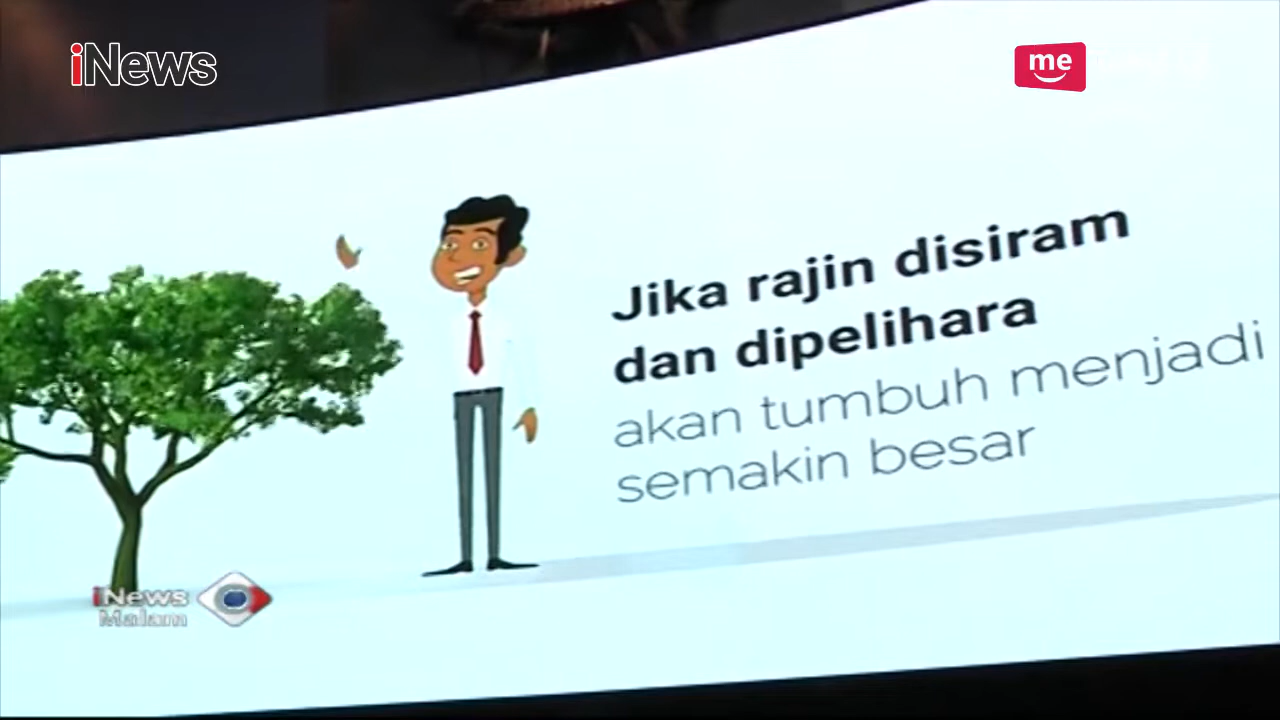 iNews
me
Jika rajin disiram
dan dipelihara
akan tumbuh menjadi
semakin besar
iNews
Malam